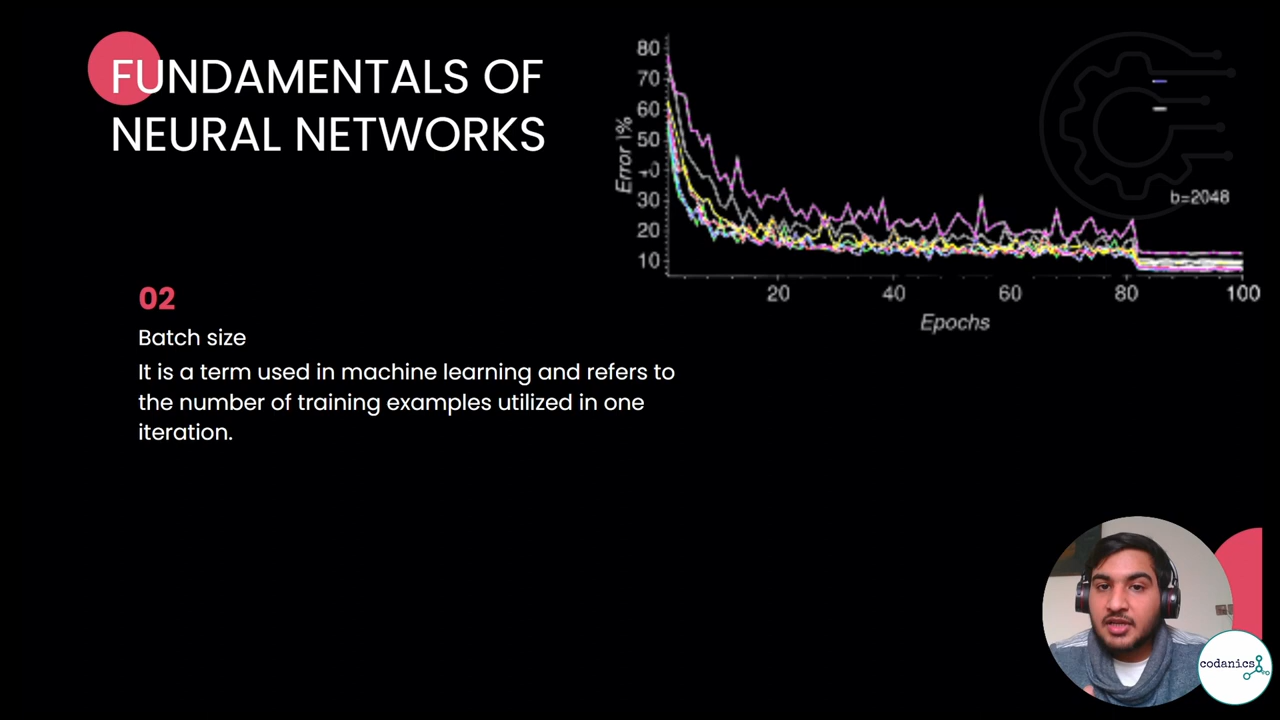 FUNDAMENTALS OF
NEURAL NETWORKS
02
Batch size
It is a term used in machine learning and refers to
the number of training examples utilized in one
iteration.
80
70
60
50
30
20
10
Error
20 40 60 80 100
Epochs
b=2048
codanics